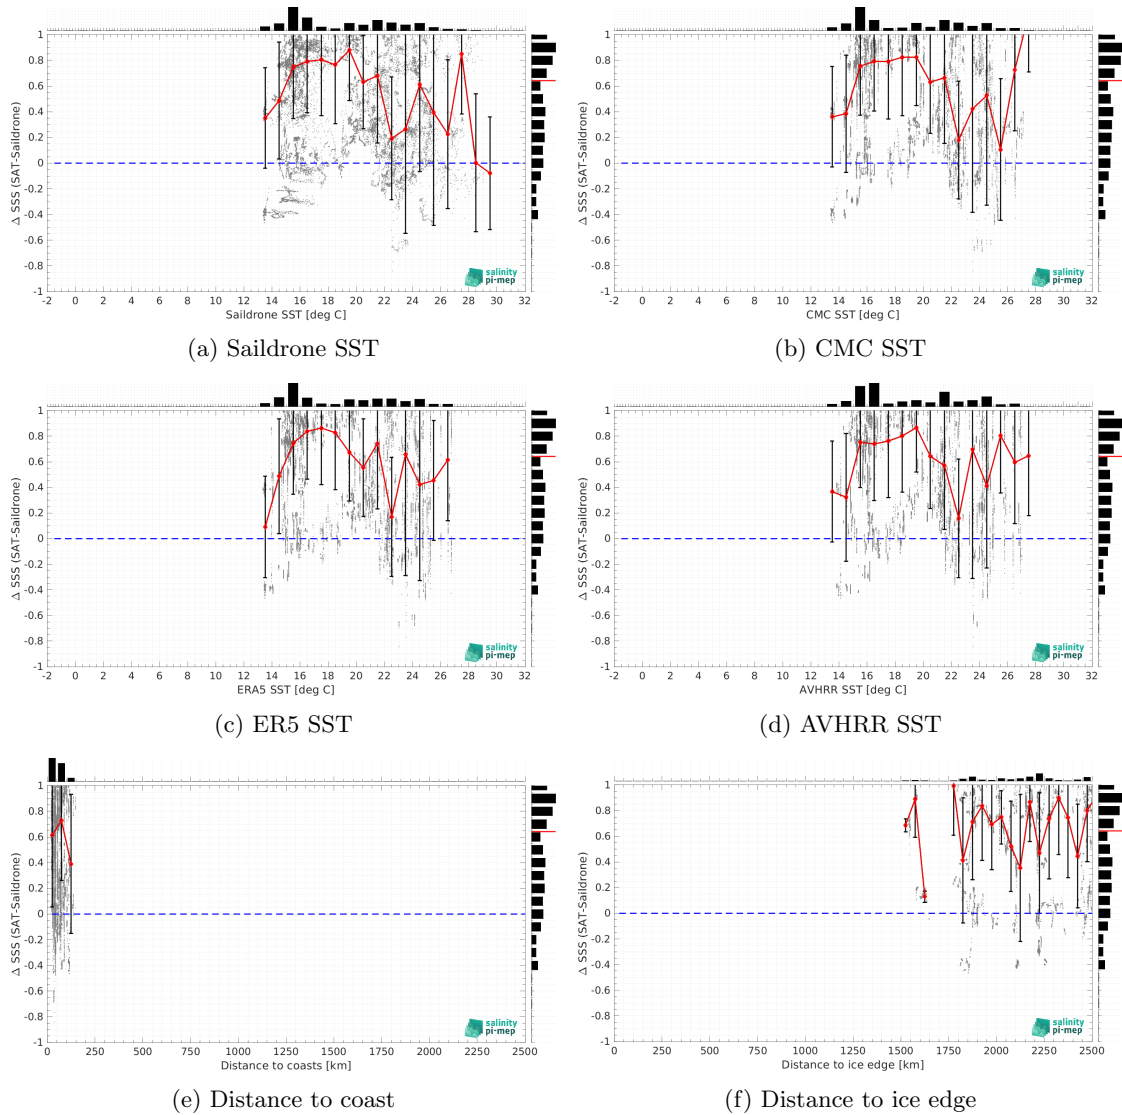 1
0.8
0.6
0.4
0.2
0
-0.2
-0.4
-0.6
-0.8
-1
Δ SSS (SAT-Saildrone)
salinity
pi-mep
-2 0 2 4 6 8 10 12 14 16 18 20 22 24 26 28 30 32
Saildrone SST [deg C]
(a) Saildrone SST
1
0.8
0.6
0.4
0.2
0
-0.2
-0.4
-0.6
-0.8
-1
Δ SSS (SAT-Saildrone)
salinity
pi-mep
-2 0 2 4 6 8 10 12 14 16 18 20 22 24 26 28 30 32
CMC SST [deg C]
(b) CMC SST
1
0.8
0.6
0.4
0.2
0
-0.2
-0.4
-0.6
-0.8
-1
Δ SSS (SAT-Saildrone)
salinity
pi-mep
-2 0 2 4 6 8 10 12 14 16 18 20 22 24 26 28 30 32
ERA5 SST [deg C]
(c) ER5 SST
1
0.8
0.6
0.4
0.2
0
-0.2
-0.4
-0.6
-0.8
-1
Δ SSS (SAT-Saildrone)
salinity
pi-mep
-2 0 2 4 6 8 10 12 14 16 18 20 22 24 26 28 30 32
AVHRR SST [deg C]
(d) AVHRR SST
1
0.8
0.6
0.4
0.2
0
-0.2
-0.4
-0.6
-0.8
-1
Δ SSS (SAT-Saildrone)
salinity
pi-mep
0 250 500 750 1000 1250 1500 1750 2000 2250 2500
Distance to coasts [km]
(e) Distance to coast
1
0.8
0.6
0.4
0.2
0
-0.2
-0.4
-0.6
-0.8
-1
Δ SSS (SAT-Saildrone)
salinity
pi-mep
0 250 500 750 1000 1250 1500 1750 2000 2250 2500
Distance to ice edge [km]
(f) Distance to ice edge